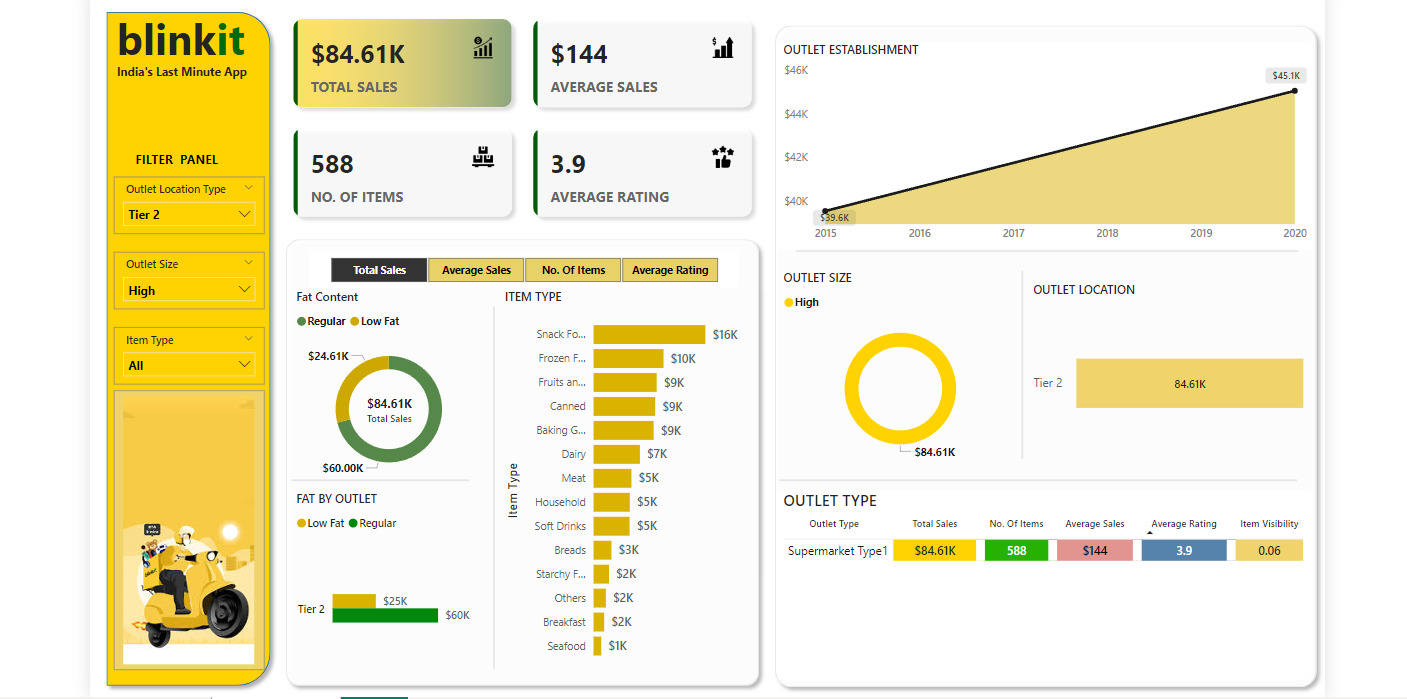 blinkit
India's Last Minute App
FILTER PANEL
Outlet Location Type
Tier 2
Outlet Size
High
Item Type
All
$84.61K
TOTAL SALES
$144
AVERAGE SALES
588
NO. OF ITEMS
3.9
AVERAGE RATING
Total Sales Average Sales No. Of Items Average Rating
Fat Content
Regular Low Fat
$24.61K
$84.61K
Total Sales
$60.00K
FAT BY OUTLET
Low Fat Regular
Tier 2
$25K
$60K
ITEM TYPE
Item Type
Snack Fo... $16K
Frozen F... $10K
Fruits an... $9K
Canned $9K
Baking G... $9K
Dairy $7K
Meat $5K
Household $5K
Soft Drinks $5K
Breads $3K
Starchy F... $2K
Others $2K
Breakfast $2K
Seafood $1K
OUTLET ESTABLISHMENT
$46K
$45.1K
$44K
$42K
$40K
$39.6K
2015 2016 2017 2018 2019 2020
OUTLET SIZE
High
$84.61K
OUTLET LOCATION
Tier 2 84.61K
OUTLET TYPE
Outlet Type Total Sales No. Of Items Average Sales Average Rating Item Visibility
Supermarket Type1 $84.61K 588 $144 3.9 0.06